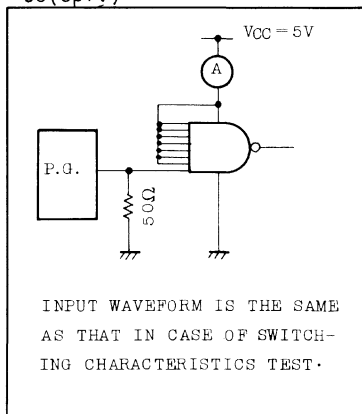 VCC = 5V
A
P.G.
50Ω
INPUT WAVEFORM IS THE SAME
AS THAT IN CASE OF SWITCH-
ING CHARACTERISTICS TEST.